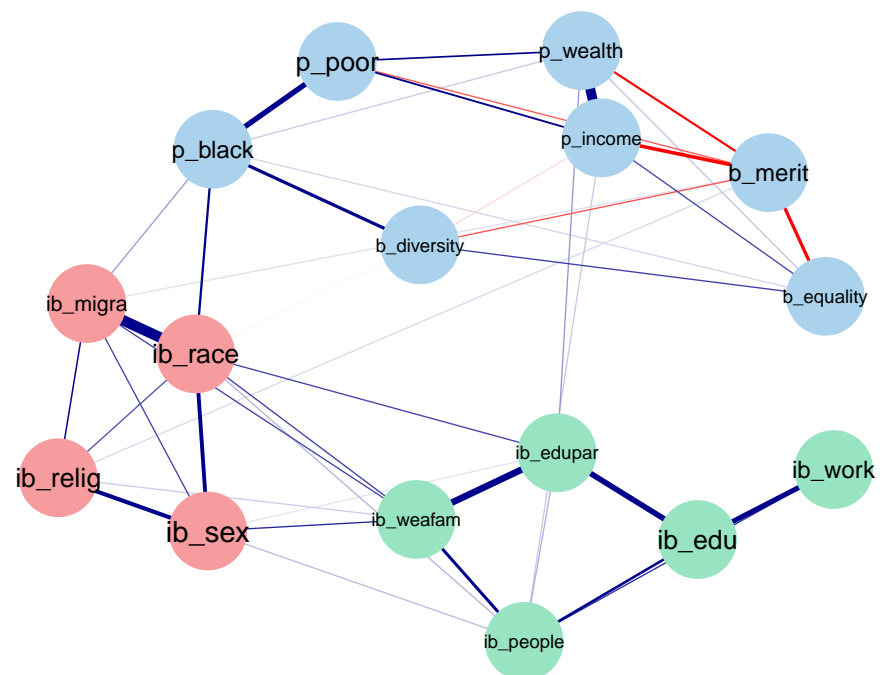 p_wealth
p_poor
p_income
p_black
b_merit
b_diversity
b_equality
ib_migra
ib_race
ib_edupar
ib_relig
ib_work
ib_weafam
ib_sex
ib_edu
ib_people